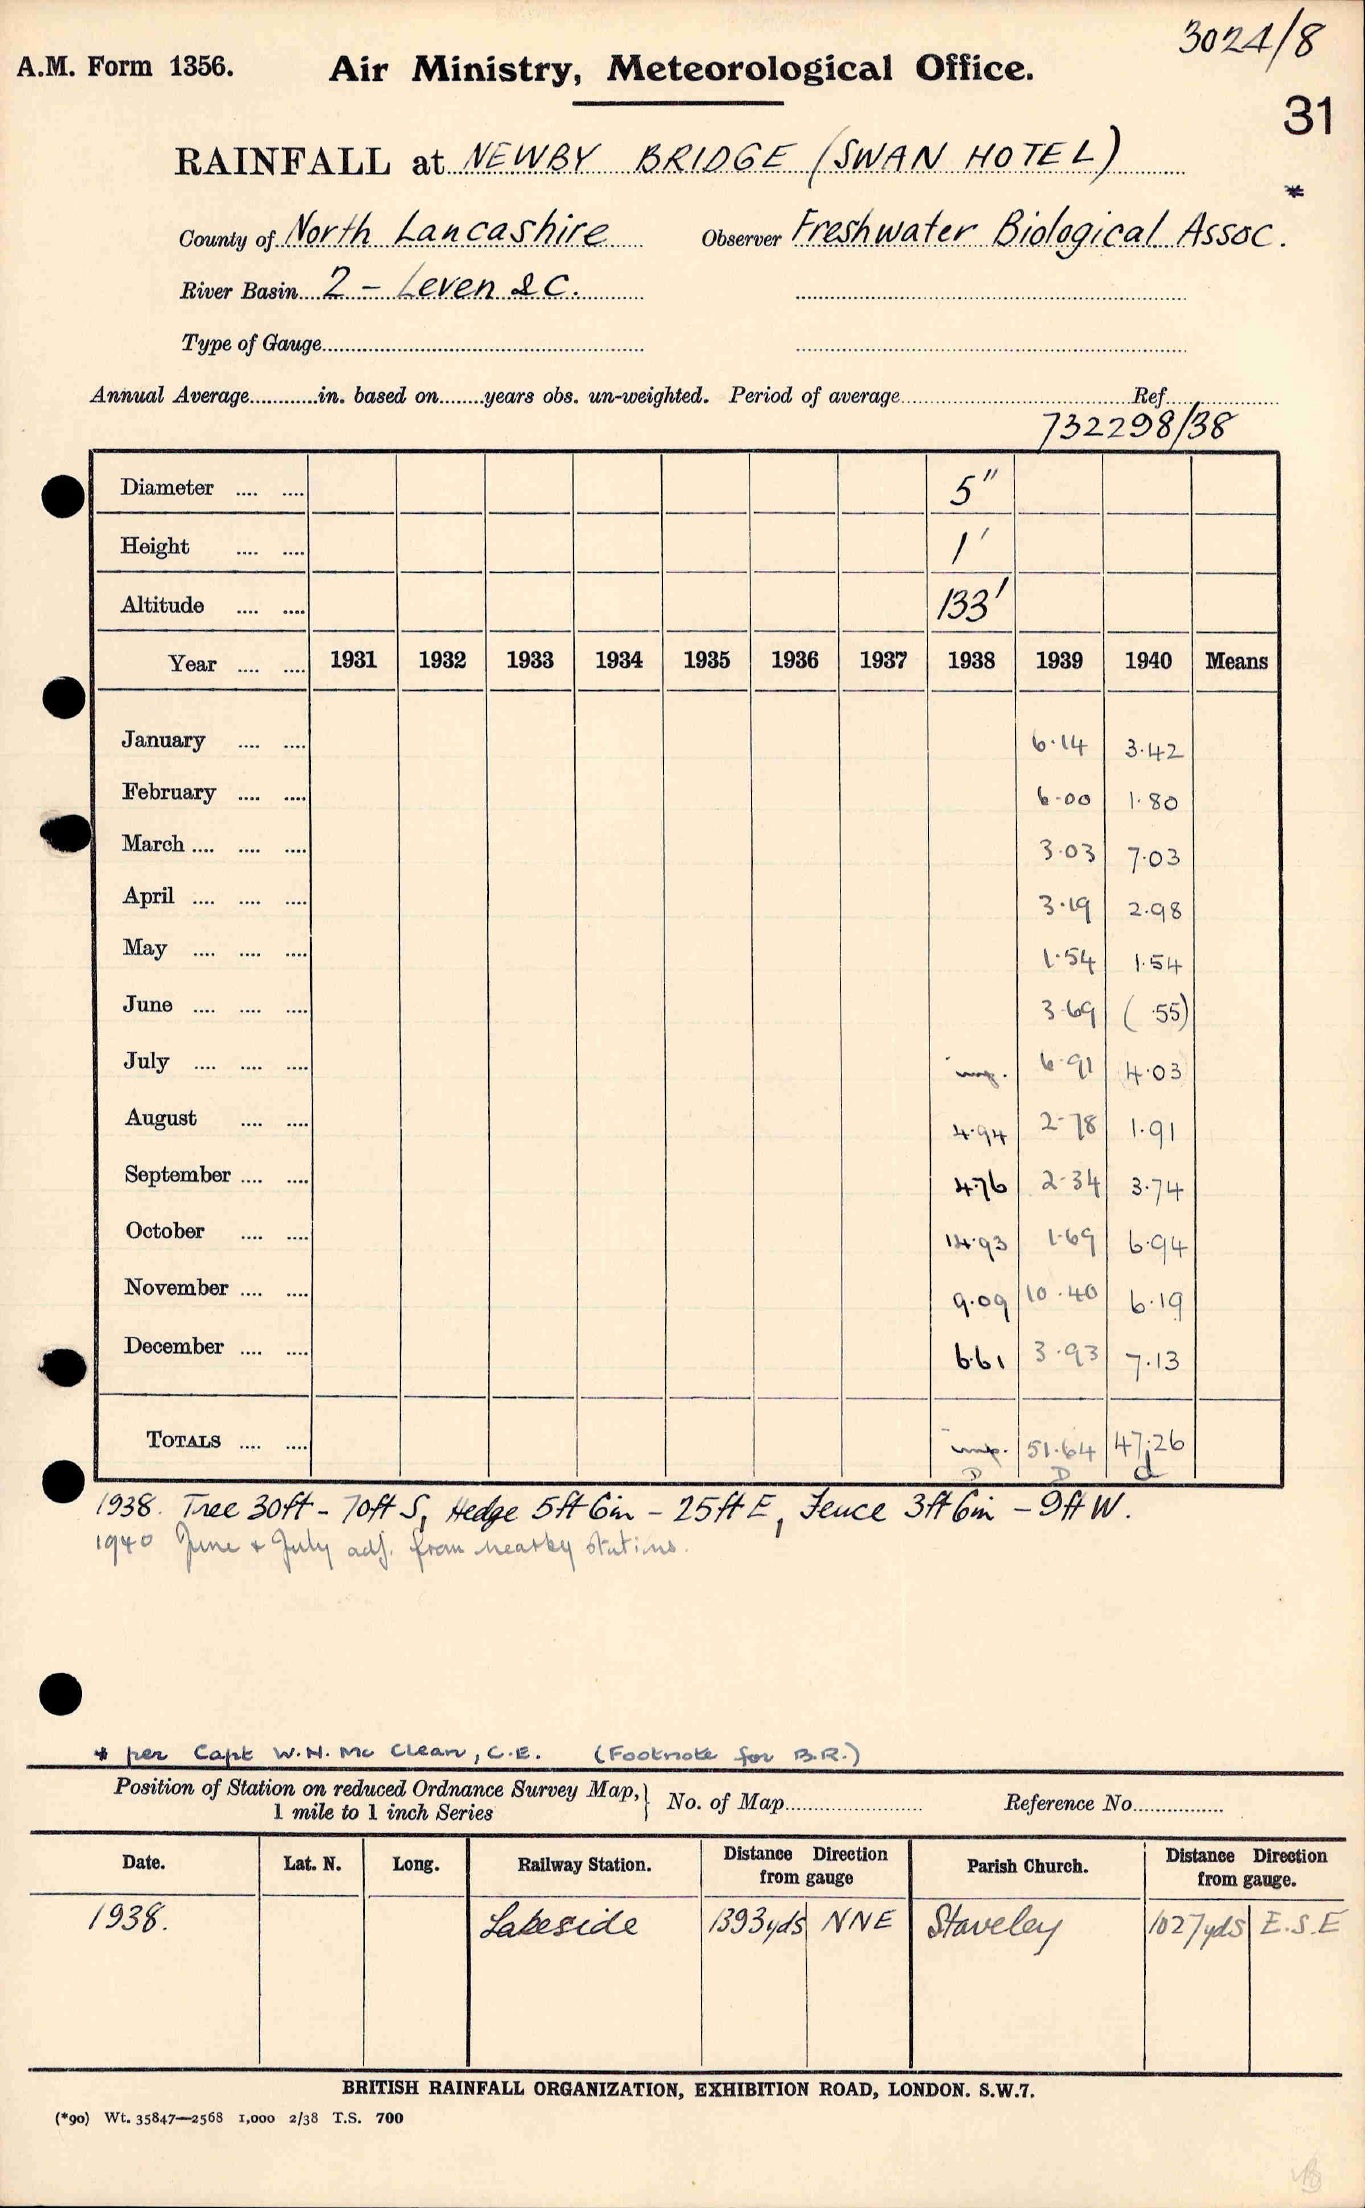 3024/8
A.M. Form 1356. Air Ministry, Meteorological Office.
31
RAINFALL at NEWBY BRIDGE (SWAN HOTEL)
*
County of North Lancashire Observer Freshwater Biological Assoc.
River Basin 2 - Leven &c.
Type of Gauge
Annual Average in. based on years obs. un-weighted. Period of average Ref
732298/38
Diameter 5"
Height 1'
Altitude 133'
Year 1931 1932 1933 1934 1935 1936 1937 1938 1939 1940 Means
January 6.14 3.42
February 6.00 1.80
March 3.03 7.03
April 3.19 2.98
May 1.54 1.54
June 3.69 ( .55)
July imp. 6.91 4.03
August 4.94 2.78 1.91
September 4.76 2.34 3.74
October 14.93 1.69 6.94
November 9.09 10.40 6.19
December 6.61 3.93 7.13
TOTALS imp. 51.64 47.26
D D d
1938. Tree 30ft - 70ft S, Hedge 5ft 6in - 25ft E, Fence 3ft 6in - 9ft W.
1940 June & July adj. from nearby stations.
* per Capt W.N. Mc Clean, C.E. (Footnote for B.R.)
Position of Station on reduced Ordnance Survey Map, 1 mile to 1 inch Series } No. of Map Reference No
Date. Lat. N. Long. Railway Station. Distance Direction from gauge Parish Church. Distance Direction from gauge.
1938. Lakeside 1393yds NNE Staveley 1027yds E.S.E
BRITISH RAINFALL ORGANIZATION, EXHIBITION ROAD, LONDON. S.W.7.
(*90) Wt. 35847—2568 1,000 2/38 T.S. 700